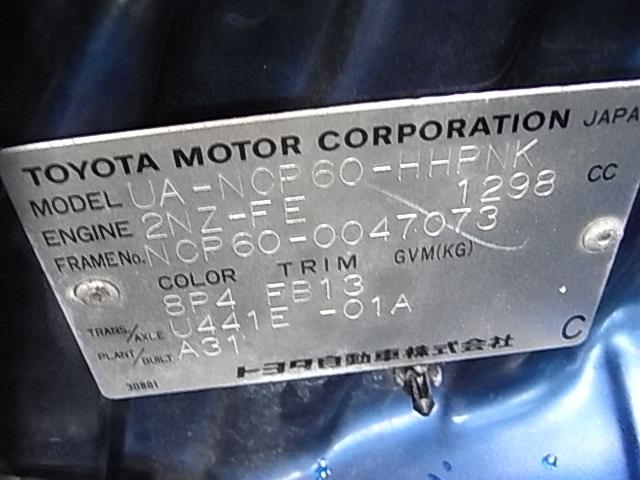 TOYOTA MOTOR CORPORATION JAPAN
MODEL UA-NCP60-HHPNK
ENGINE 2NZ-FE 1298 CC
FRAME No. NCP60-0047073
COLOR TRIM GVM(KG)
8P4 FB13
TRANS/AXLE U441E -01A
PLANT/BUILT A31
トヨタ自動車株式会社 C
30801